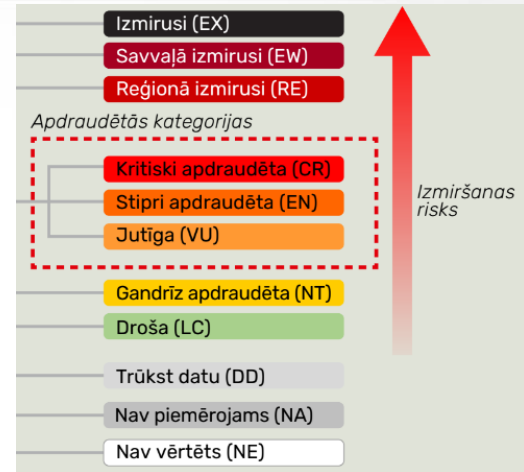 Izmirusi (EX)
Savvaļā izmirusi (EW)
Reģionā izmirusi (RE)
Apdraudētās kategorijas
Kritiski apdraudēta (CR)
Stipri apdraudēta (EN)
Jutīga (VU)
Izmiršanas
risks
Gandrīz apdraudēta (NT)
Droša (LC)
Trūkst datu (DD)
Nav piemērojams (NA)
Nav vērtēts (NE)